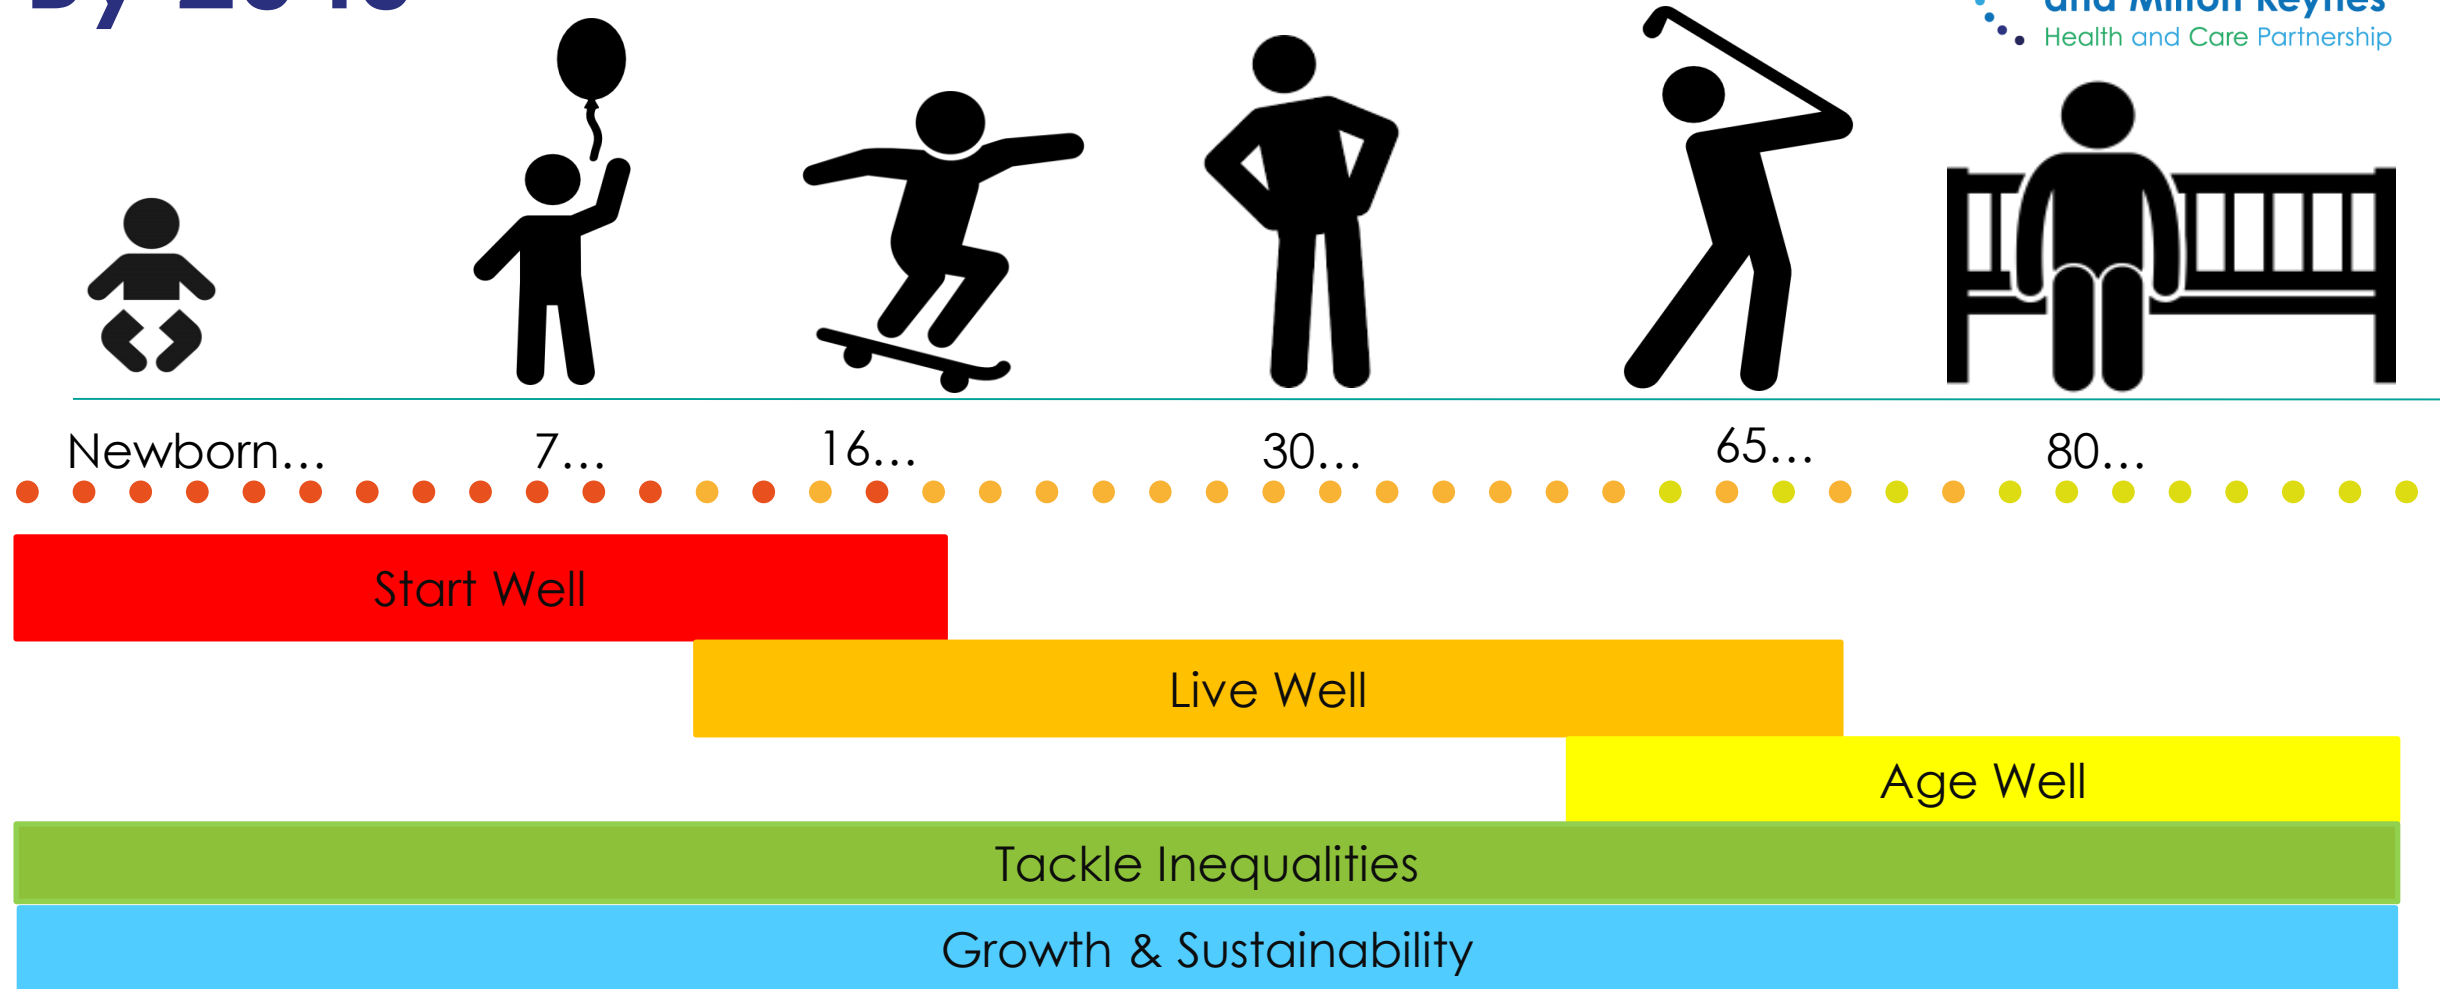 By
Health and Care Partnership
Newborn... 7... 16... 30... 65... 80...
Start Well
Live Well
Age Well
Tackle Inequalities
Growth & Sustainability